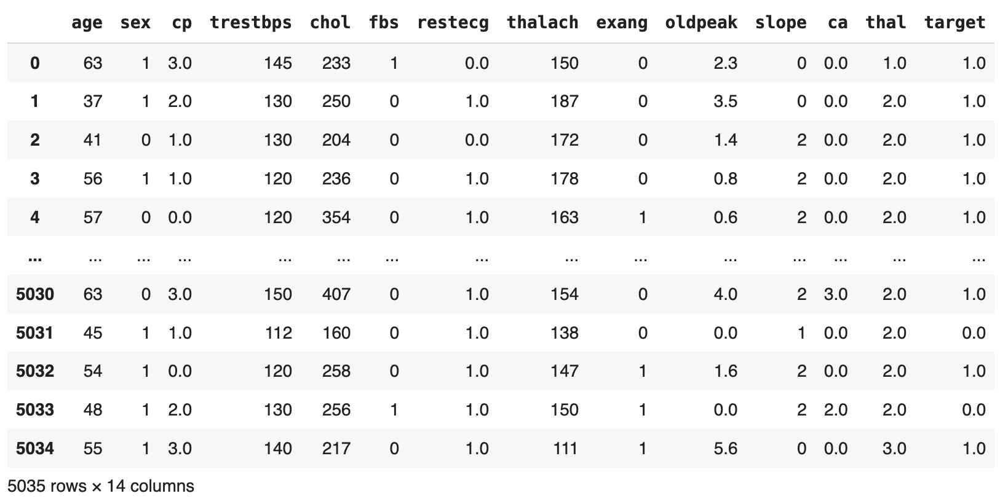 age sex cp trestbps chol fbs restecg thalach exang oldpeak slope ca thal target
0 63 1 3.0 145 233 1 0.0 150 0 2.3 0 0.0 1.0 1.0
1 37 1 2.0 130 250 0 1.0 187 0 3.5 0 0.0 2.0 1.0
2 41 0 1.0 130 204 0 0.0 172 0 1.4 2 0.0 2.0 1.0
3 56 1 1.0 120 236 0 1.0 178 0 0.8 2 0.0 2.0 1.0
4 57 0 0.0 120 354 0 1.0 163 1 0.6 2 0.0 2.0 1.0
... ... ... ... ... ... ... ... ... ... ... ... ... ... ...
5030 63 0 3.0 150 407 0 1.0 154 0 4.0 2 3.0 2.0 1.0
5031 45 1 1.0 112 160 0 1.0 138 0 0.0 1 0.0 2.0 0.0
5032 54 1 0.0 120 258 0 1.0 147 1 1.6 2 0.0 2.0 1.0
5033 48 1 2.0 130 256 1 1.0 150 1 0.0 2 2.0 2.0 0.0
5034 55 1 3.0 140 217 0 1.0 111 1 5.6 0 0.0 3.0 1.0
5035 rows × 14 columns